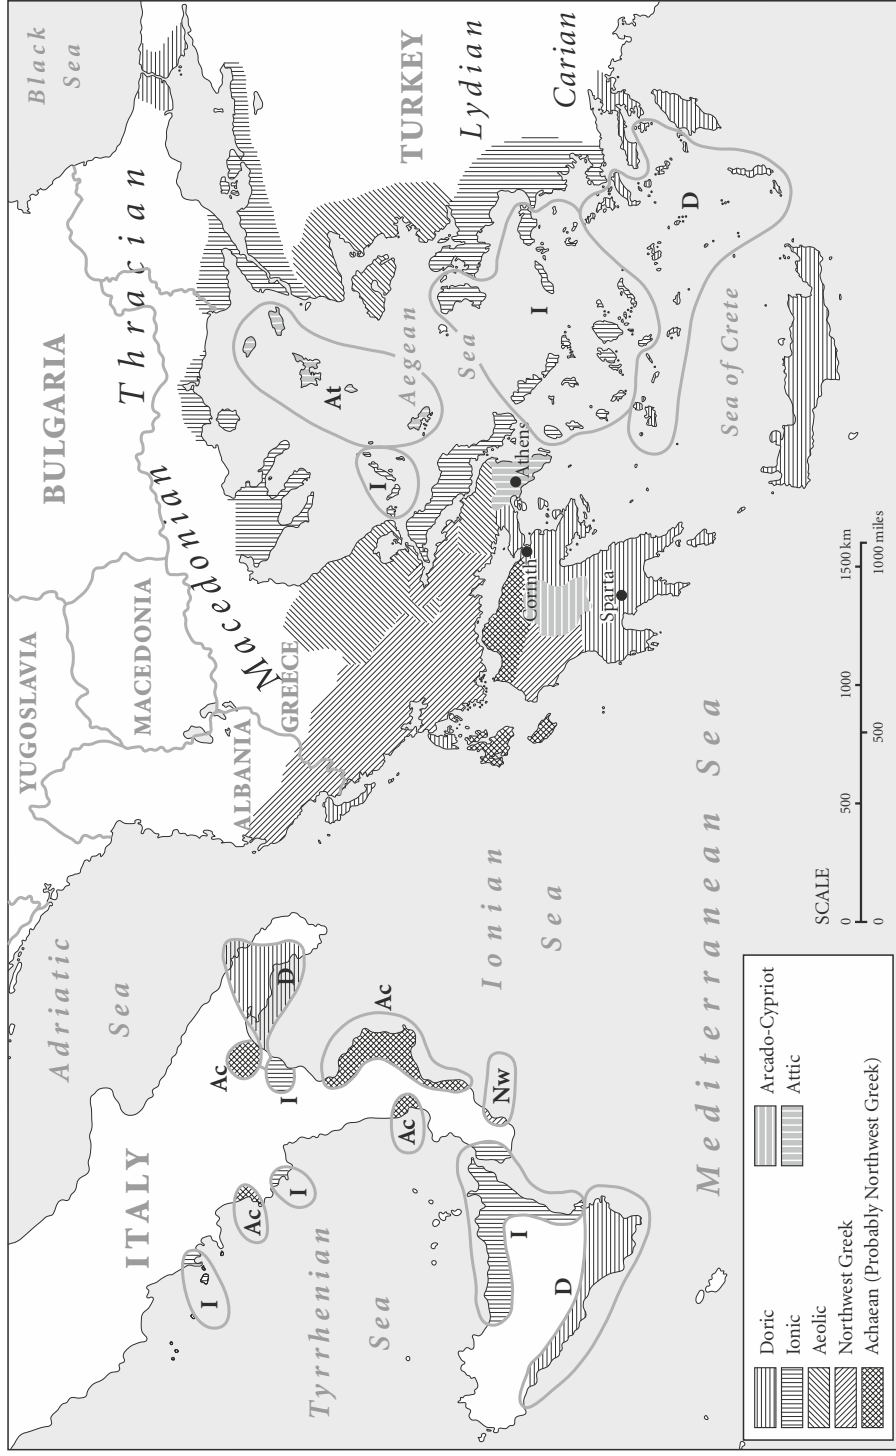 Black
Sea
BULGARIA
Thracian
YUGOSLAVIA
MACEDONIA
Macedonian
ALBANIA
GREECE
TURKEY
Lydian
Carian
Adriatic
Sea
ITALY
At
Aegean
Sea
I
I
D
Athens
Corinth
Sparta
Sea of Crete
Ac
D
I
Ac
Nw
Ac
Ac
I
I
I
D
Ionian
Sea
Tyrrhenian
Sea
Mediterranean Sea
SCALE
0 500 1000 1500 km
0 500 1000 miles
Doric
Ionic
Aeolic
Northwest Greek
Achaean (Probably Northwest Greek)
Arcado-Cypriot
Attic